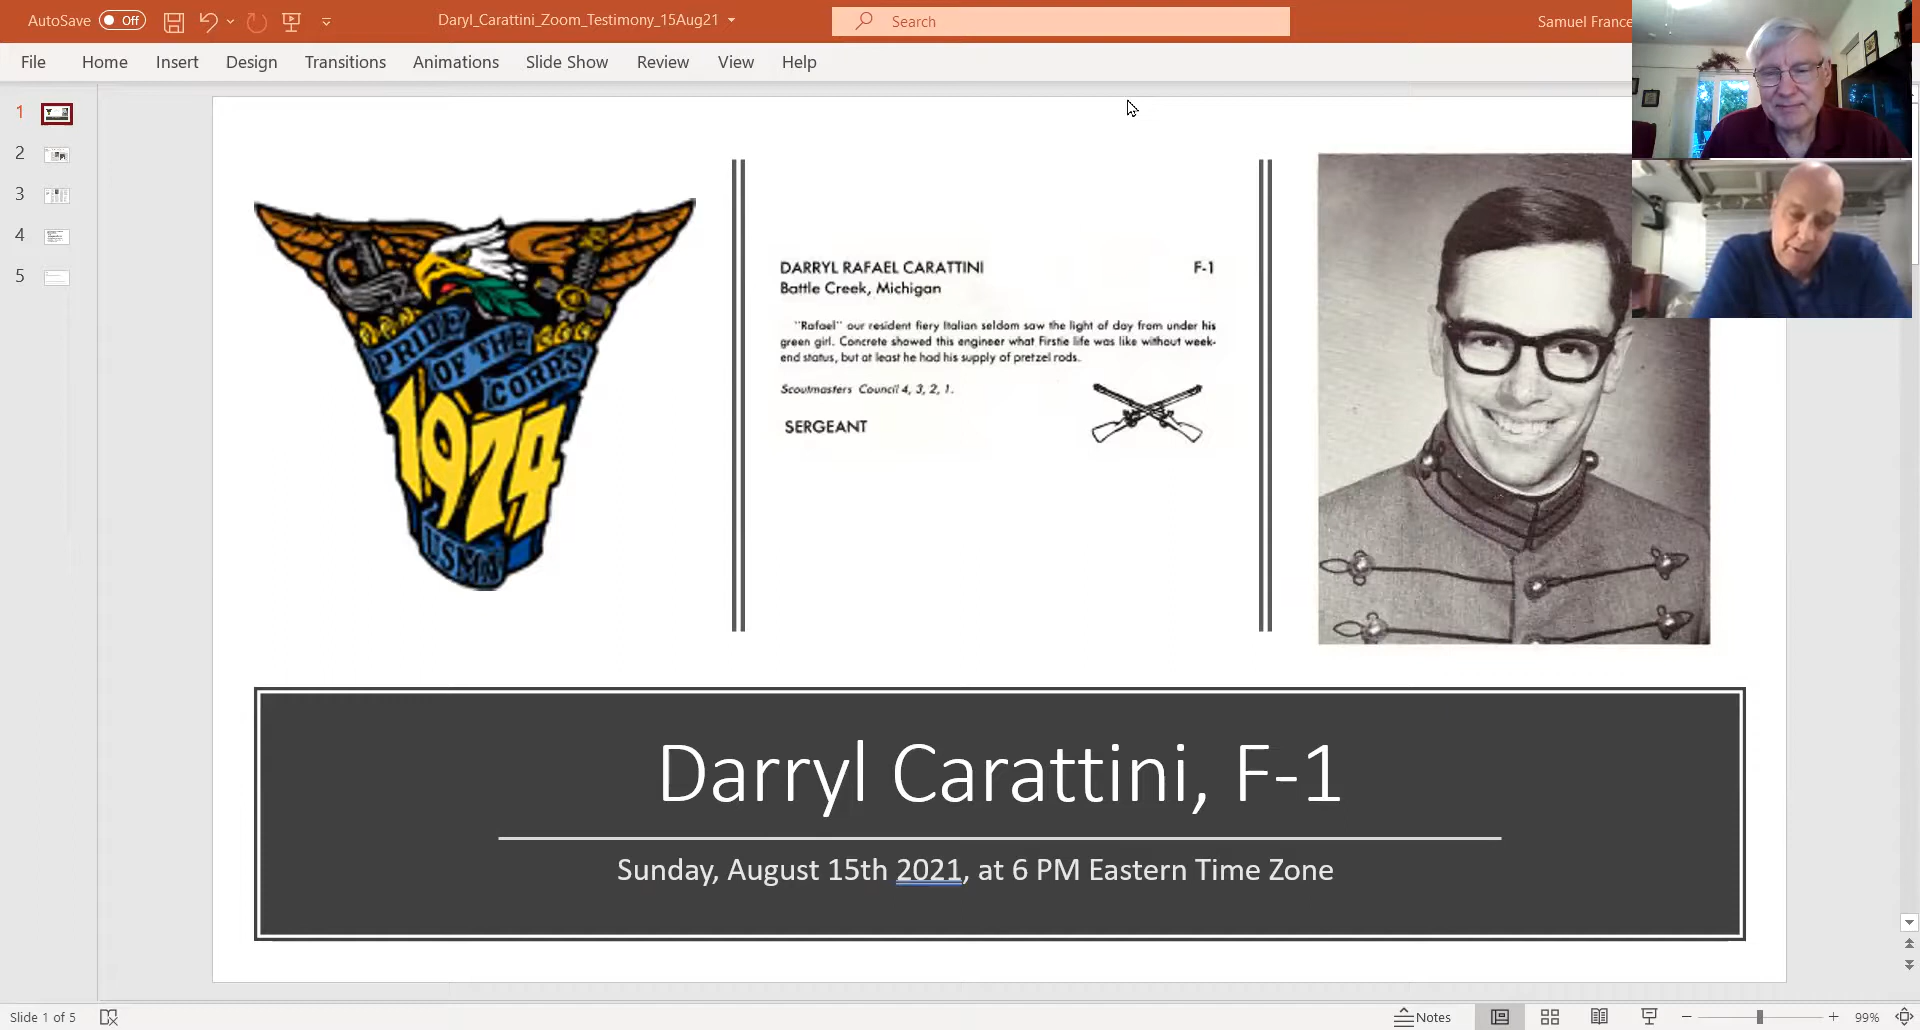 AutoSave Off
Daryl_Carattini_Zoom_Testimony_15Aug21
Search
Samuel France
File Home Insert Design Transitions Animations Slide Show Review View Help
1
2
3
4
5
PRIDE
OF THE
CORPS
1974
USMA
DARRYL RAFAEL CARATTINI F-1
Battle Creek, Michigan
"Rafael" our resident fiery Italian seldom saw the light of day from under his
green girl. Concrete showed this engineer what Firstie life was like without week-
end status, but at least he had his supply of pretzel rods.
Scoutmasters Council 4, 3, 2, 1.
SERGEANT
Darryl Carattini, F-1
Sunday, August 15th 2021, at 6 PM Eastern Time Zone
Slide 1 of 5
Notes
99%